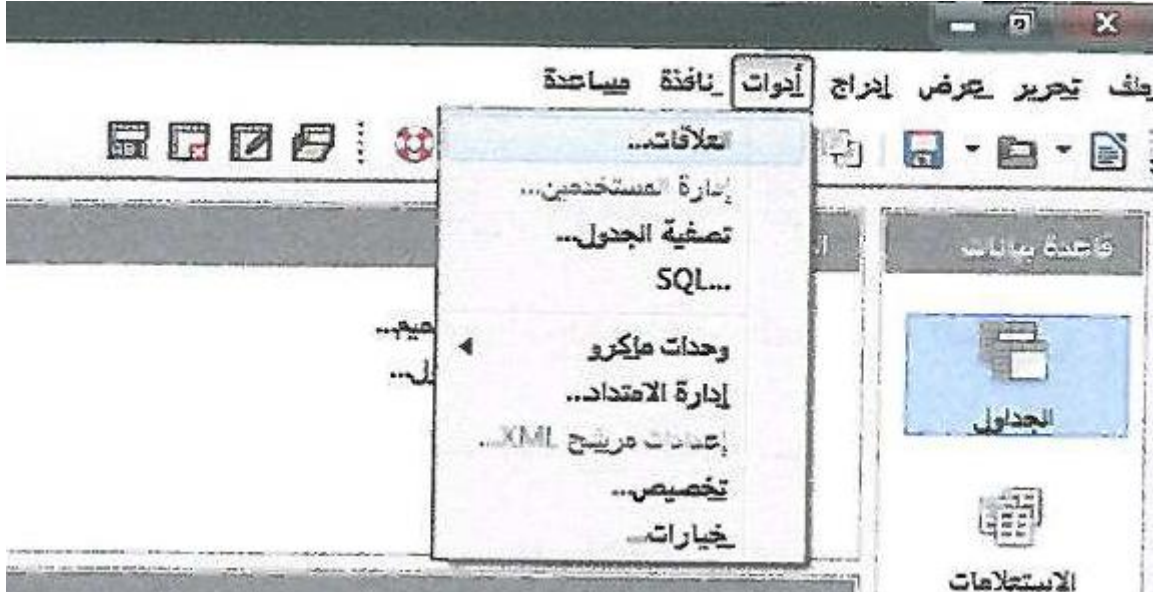 ملف تحرير عرض إدراج أدوات نافذة مساعدة
العلاقات...
إدارة المستخدمين...
تصفية الجدول...
SQL...
وحدات ماكرو
إدارة الامتداد...
إعدادات مرشح XML...
تخصيص...
خيارات...
قاعدة بيانات
الجداول
الاستعلامات